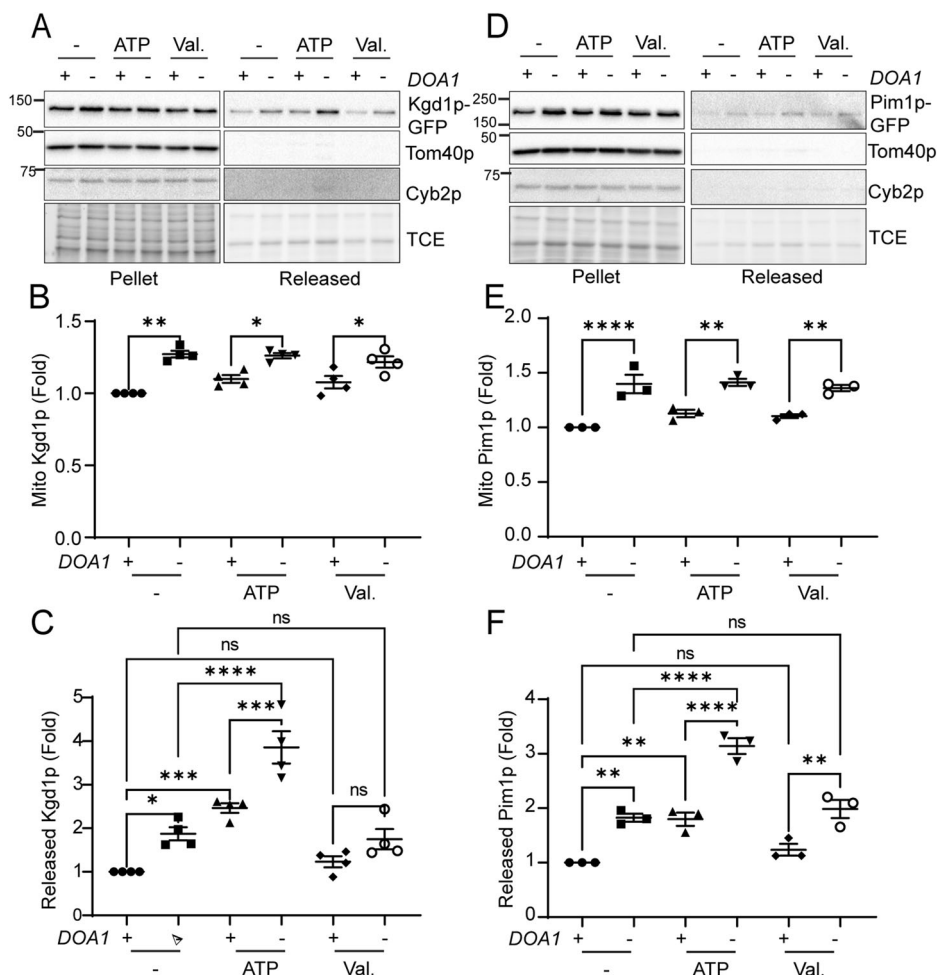 A
- ATP Val. - ATP Val.
+ - + - + - + - + - + - DOA1
150 Kgd1p-
GFP
50 Tom40p
75 Cyb2p
TCE
Pellet Released
D
- ATP Val. - ATP Val.
+ - + - + - + - + - + - DOA1
250 Pim1p-
150 GFP
50 Tom40p
75 Cyb2p
TCE
Pellet Released
B
Mito Kgd1p (Fold)
1.5
1.0
0.5
0.0
** * *
DOA1 + - + - + -
- ATP Val.
E
Mito Pim1p (Fold)
2.0
1.5
1.0
0.5
0.0
**** ** **
DOA1 + - + - + -
- ATP Val.
C
Released Kgd1p (Fold)
5
4
3
2
1
0
ns
ns
****
***
***
*
ns
DOA1 + + - + -
- ATP Val.
F
Released Pim1p (Fold)
4
3
2
1
0
ns
ns
****
****
**
**
**
DOA1 + - + - + -
- ATP Val.